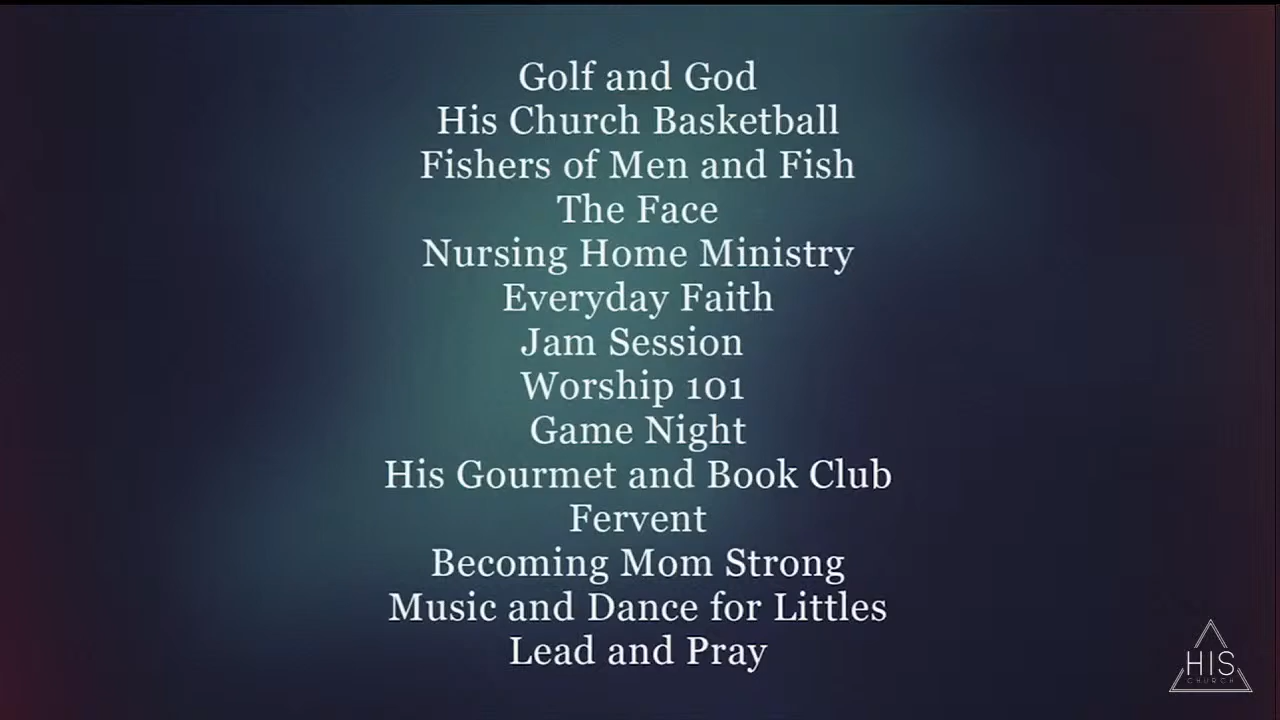 Golf and God
His Church Basketball
Fishers of Men and Fish
The Face
Nursing Home Ministry
Everyday Faith
Jam Session
Worship 101
Game Night
His Gourmet and Book Club
Fervent
Becoming Mom Strong
Music and Dance for Littles
Lead and Pray
HIS
CHURCH